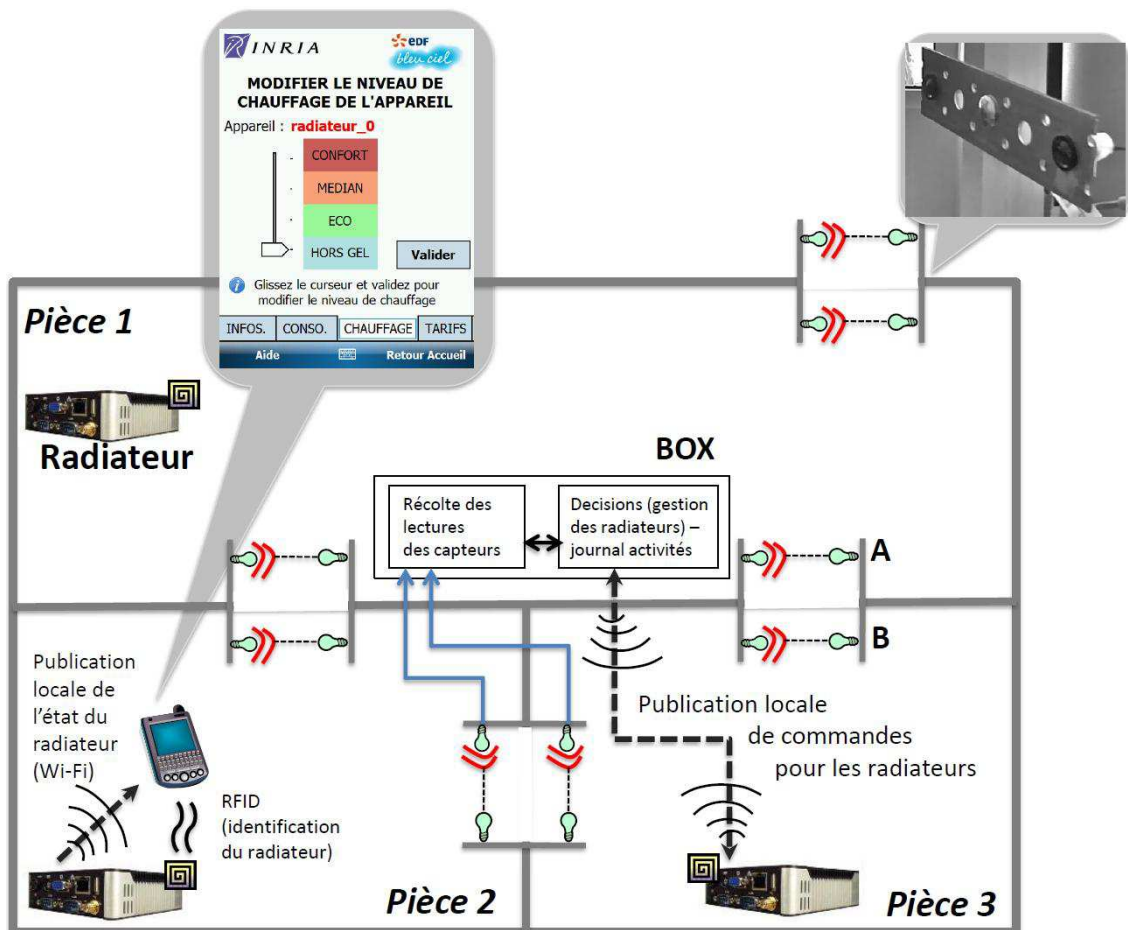 INRIA
eDF
bleu ciel
MODIFIER LE NIVEAU DE
CHAUFFAGE DE L'APPAREIL
Appareil : radiateur_0
CONFORT
MEDIAN
ECO
HORS GEL
Valider
Glissez le curseur et validez pour
modifier le niveau de chauffage
INFOS.
CONSO.
CHAUFFAGE
TARIFS
Aide
Retour Accueil
Pièce 1
Radiateur
BOX
Récolte des
lectures
des capteurs
Decisions (gestion
des radiateurs) –
journal activités
A
B
Publication
locale de
l'état du
radiateur
(Wi-Fi)
RFID
(identification
du radiateur)
Publication locale
de commandes
pour les radiateurs
Pièce 2
Pièce 3